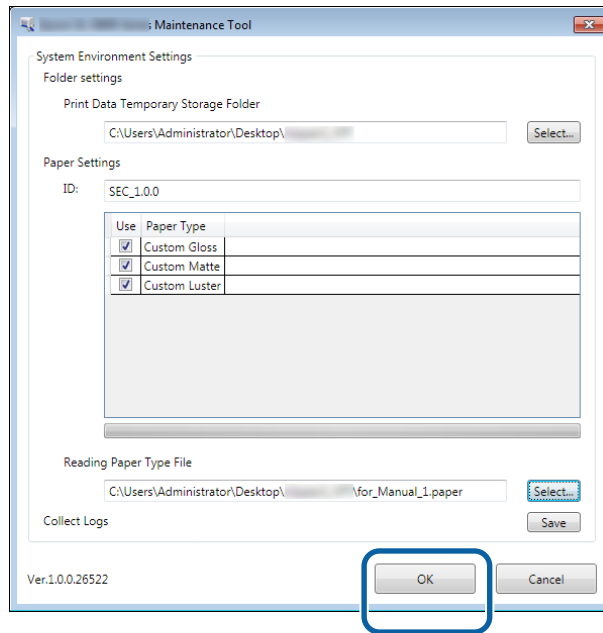 ; Maintenance Tool
System Environment Settings
Folder settings
Print Data Temporary Storage Folder
C:\Users\Administrator\Desktop\
Select...
Paper Settings
ID: SEC_1.0.0
Use Paper Type
Custom Gloss
Custom Matte
Custom Luster
Reading Paper Type File
C:\Users\Administrator\Desktop\ \for_Manual_1.paper Select...
Collect Logs Save
Ver.1.0.0.26522 OK Cancel